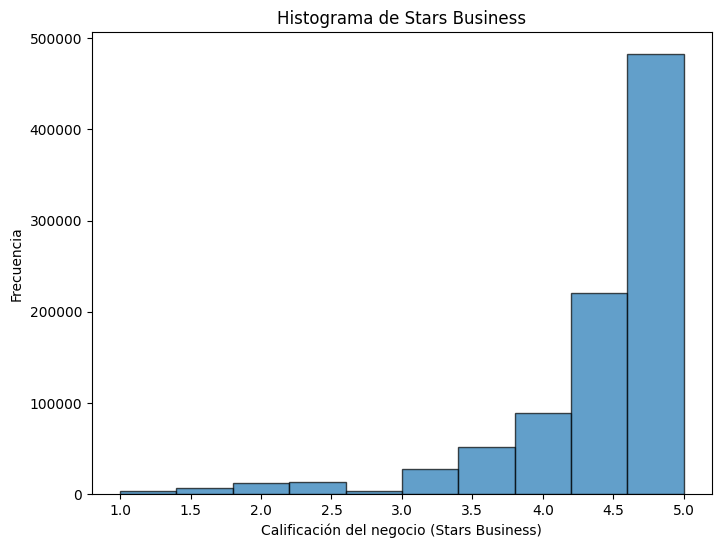 Histograma de Stars Business
Frecuencia
500000
400000
300000
200000
100000
0
1.0 1.5 2.0 2.5 3.0 3.5 4.0 4.5 5.0
Calificación del negocio (Stars Business)